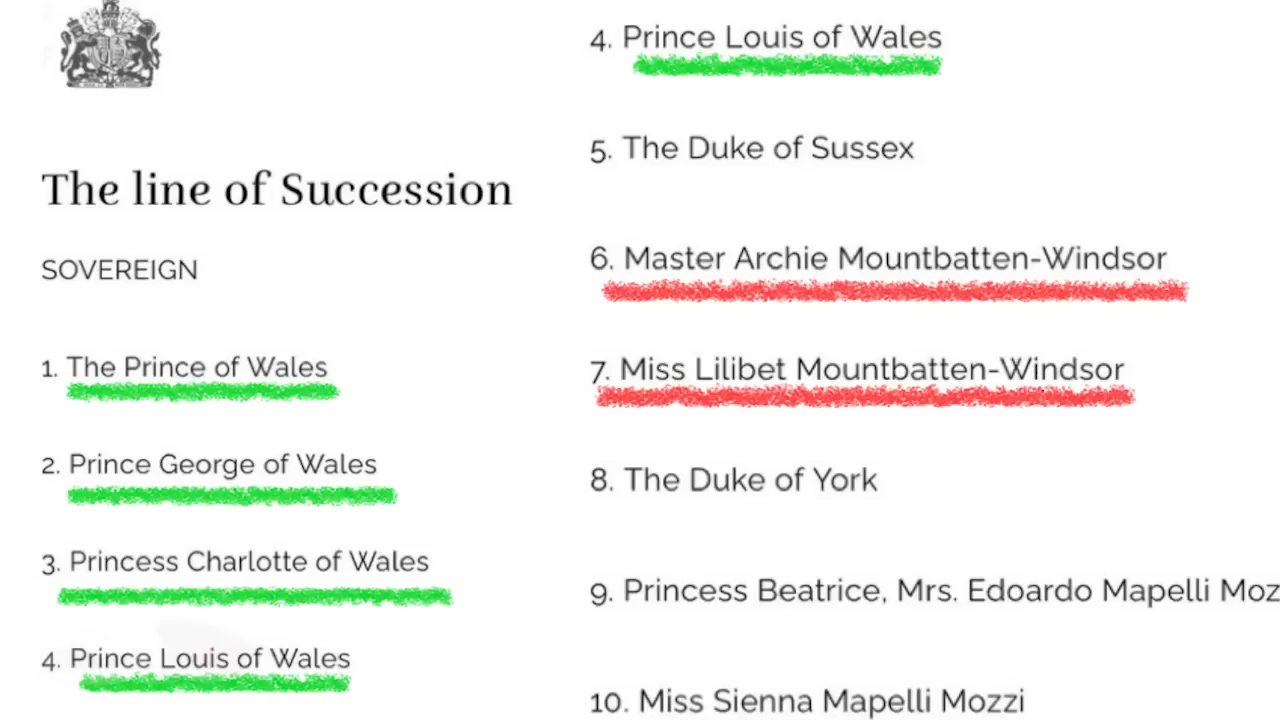 The line of Succession
SOVEREIGN
1. The Prince of Wales
2. Prince George of Wales
3. Princess Charlotte of Wales
4. Prince Louis of Wales
4. Prince Louis of Wales
5. The Duke of Sussex
6. Master Archie Mountbatten-Windsor
7. Miss Lilibet Mountbatten-Windsor
8. The Duke of York
9. Princess Beatrice, Mrs. Edoardo Mapelli Moz
10. Miss Sienna Mapelli Mozzi